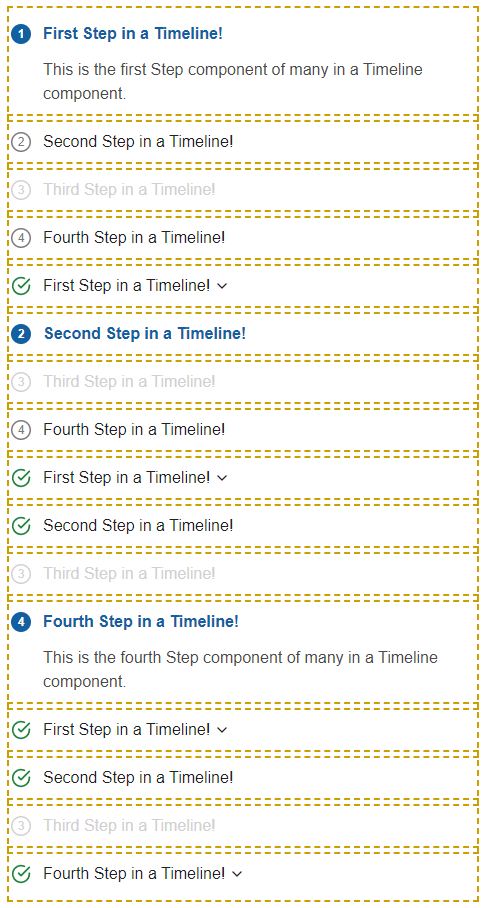 1 First Step in a Timeline!
This is the first Step component of many in a Timeline
component.
2 Second Step in a Timeline!
3 Third Step in a Timeline!
4 Fourth Step in a Timeline!
First Step in a Timeline!
2 Second Step in a Timeline!
3 Third Step in a Timeline!
4 Fourth Step in a Timeline!
First Step in a Timeline!
Second Step in a Timeline!
3 Third Step in a Timeline!
4 Fourth Step in a Timeline!
This is the fourth Step component of many in a Timeline
component.
First Step in a Timeline!
Second Step in a Timeline!
3 Third Step in a Timeline!
Fourth Step in a Timeline!